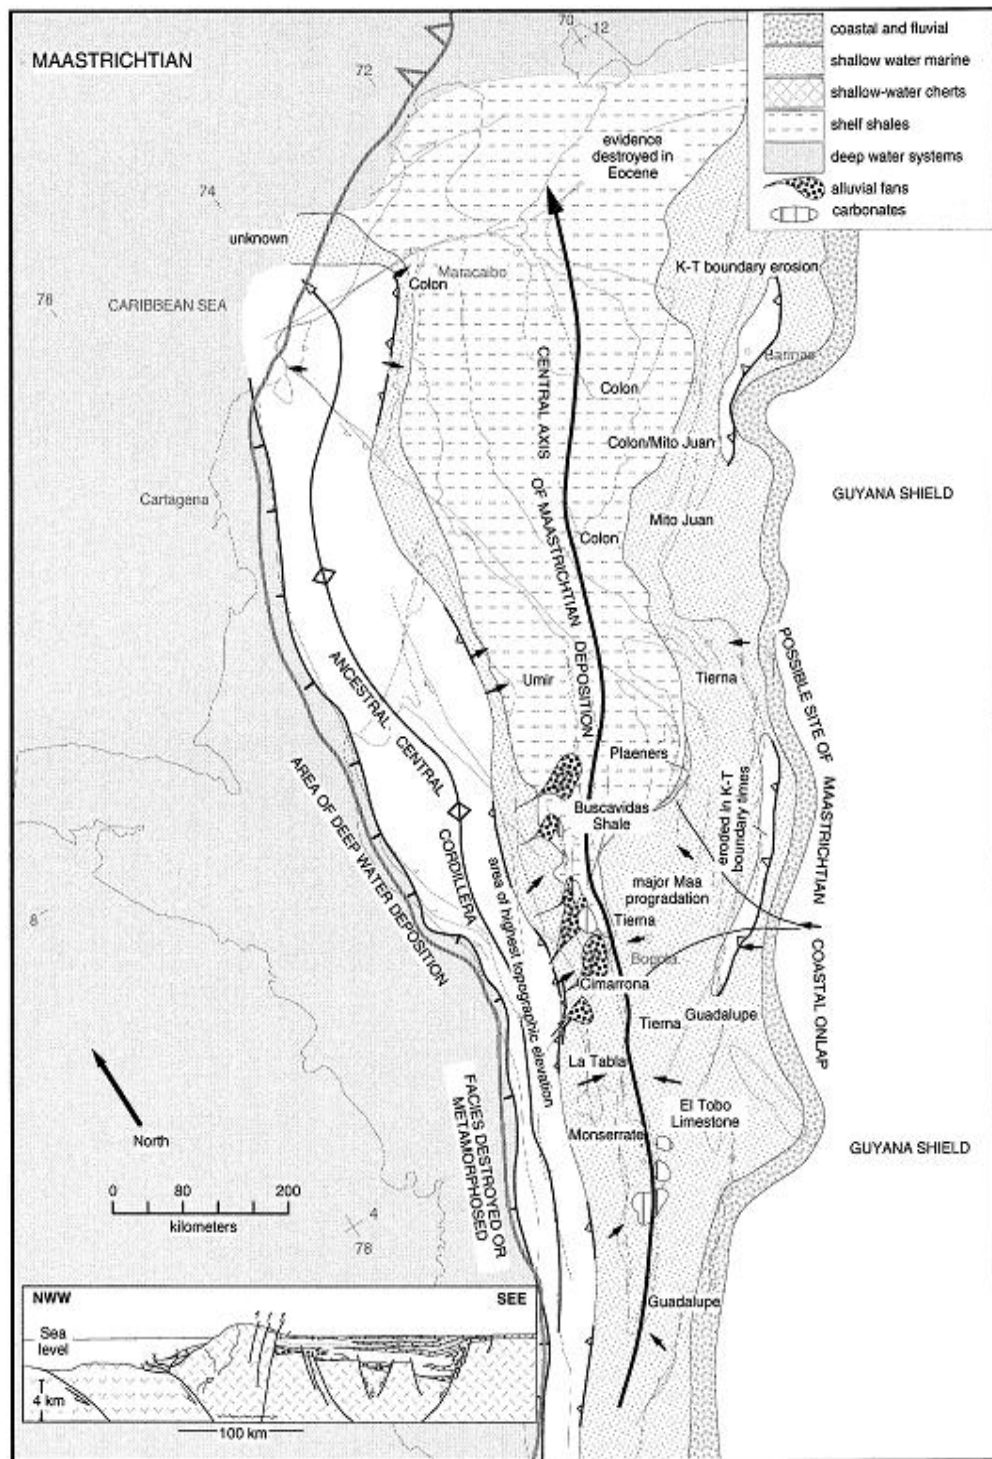 MAASTRICHTIAN
70
12
72
74
76
coastal and fluvial
shallow water marine
shallow-water cherts
shelf shales
deep water systems
alluvial fans
carbonates
evidence
destroyed in
Eocene
unknown
CARIBBEAN SEA
Maracaibo
Colon
K-T boundary erosion
Barinas
CENTRAL AXIS OF MAASTRICHTIAN DEPOSITION
Colon
Colon/Mito Juan
Cartagena
GUYANA SHIELD
Mito Juan
Colon
ANCESTRAL CENTRAL CORDILLERA
Umir
Tierna
POSSIBLE SITE OF MAASTRICHTIAN COASTAL ONLAP
Plaeners
Buscavidas
Shale
eroded in K-T
boundary times
AREA OF DEEP WATER DEPOSITION
area of highest topographic elevation
major Maa
progradation
8
Tierna
Bogota
Cimarrona
Tierna
Guadalupe
La Tabla
El Tobo
Limestone
Monserrate
North
FACIES DESTROYED OR
METAMORPHOSED
GUYANA SHIELD
0 80 200
kilometers
4
78
Guadalupe
NWW
SEE
Sea
level
4 km
100 km